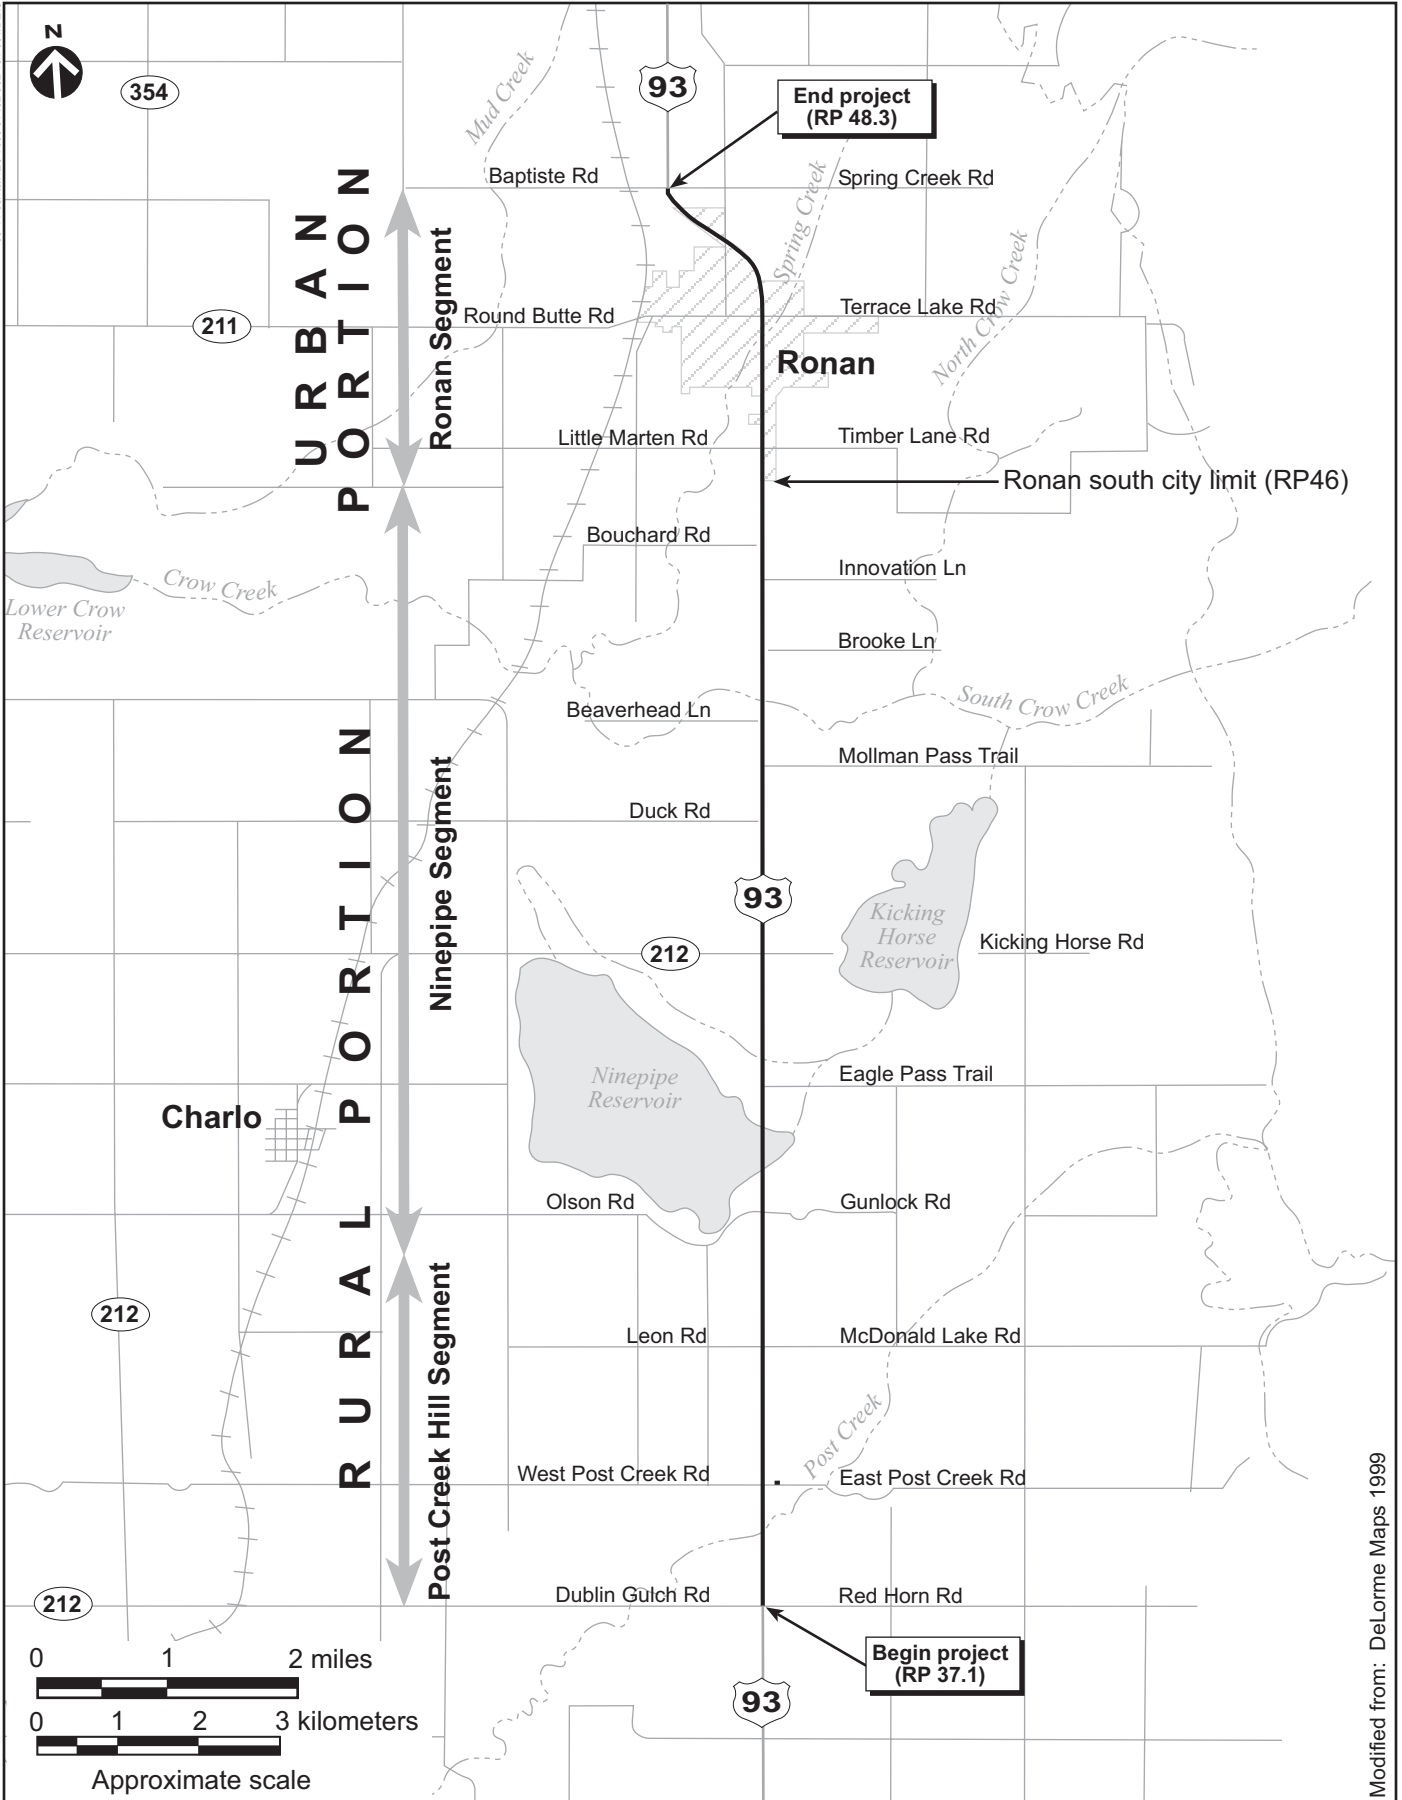 N
354
93
End project
(RP 48.3)
Mud Creek
Baptiste Rd
Spring Creek Rd
Spring Creek
URBAN
PORTION
Ronan Segment
North Crow Creek
211
Round Butte Rd
Terrace Lake Rd
Ronan
Little Marten Rd
Timber Lane Rd
Ronan south city limit (RP46)
Bouchard Rd
Innovation Ln
Crow Creek
Lower Crow
Reservoir
Brooke Ln
South Crow Creek
Beaverhead Ln
Mollman Pass Trail
RURAL PORTION
Ninepipe Segment
Duck Rd
93
Kicking
Horse
Reservoir
Kicking Horse Rd
212
Ninepipe
Reservoir
Eagle Pass Trail
Charlo
Olson Rd
Gunlock Rd
212
Post Creek Hill Segment
Leon Rd
McDonald Lake Rd
Post Creek
West Post Creek Rd
East Post Creek Rd
212
Dublin Gulch Rd
Red Horn Rd
Begin project
(RP 37.1)
93
0 1 2 miles
0 1 2 3 kilometers
Approximate scale
Modified from: DeLorme Maps 1999